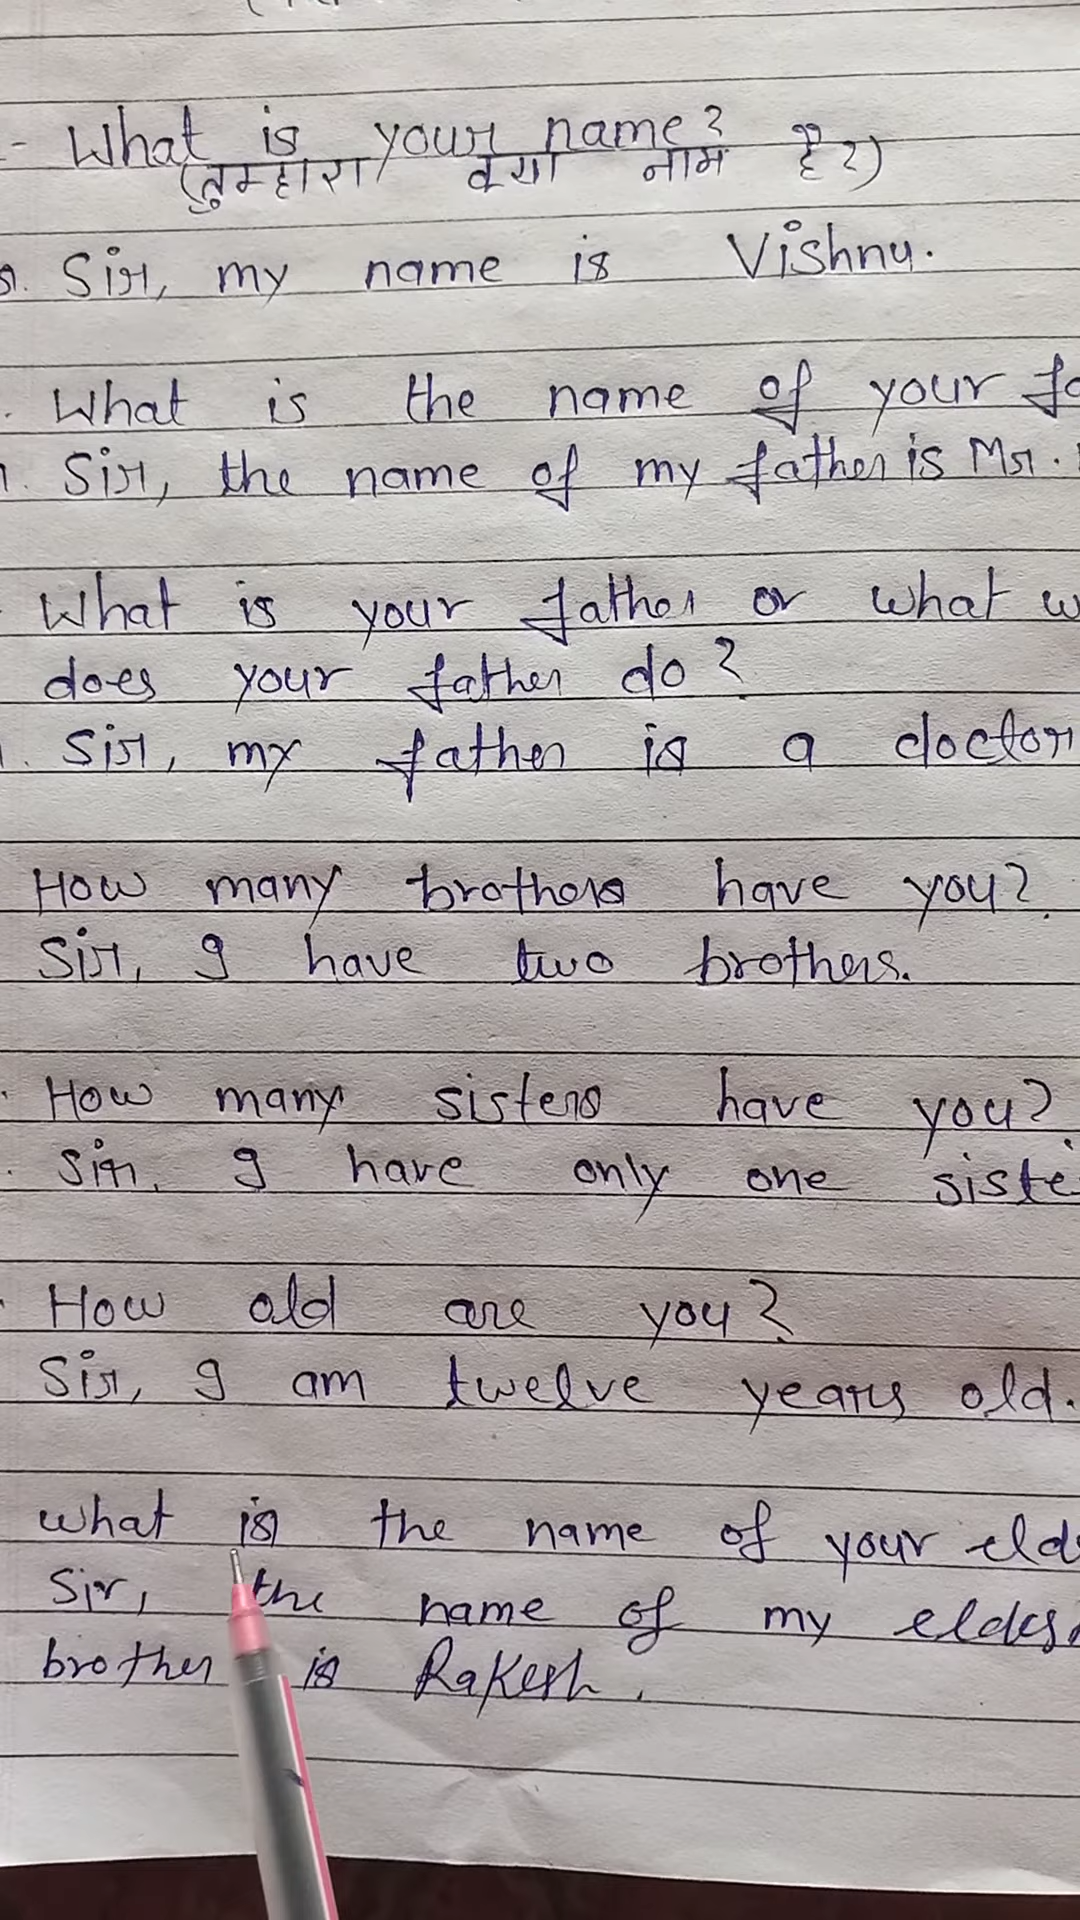 What is your name?
(तुम्हारा क्या नाम है?)
Sir, my name is Vishnu.
What is the name of your
Sir, the name of my father is Mr.
What is your father or what
does your father do?
Sir, my father is a doctor
How many brothers have you?
Sir, I have two brothers.
How many sisters have you?
Sir, I have only one siste
How old are you?
Sir, I am twelve years old.
what is the name of your eld
Sir, the name of my eldes
brother is Rakesh.